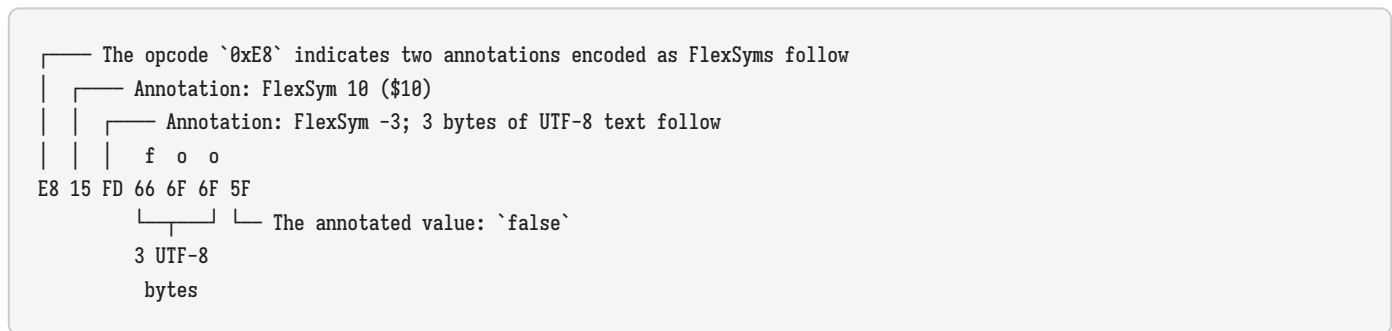 The opcode `0xE8` indicates two annotations encoded as FlexSyms follow
Annotation: FlexSym 10 ($10)
Annotation: FlexSym -3; 3 bytes of UTF-8 text follow
f o o
E8 15 FD 66 6F 6F 5F
The annotated value: `false`
3 UTF-8
bytes